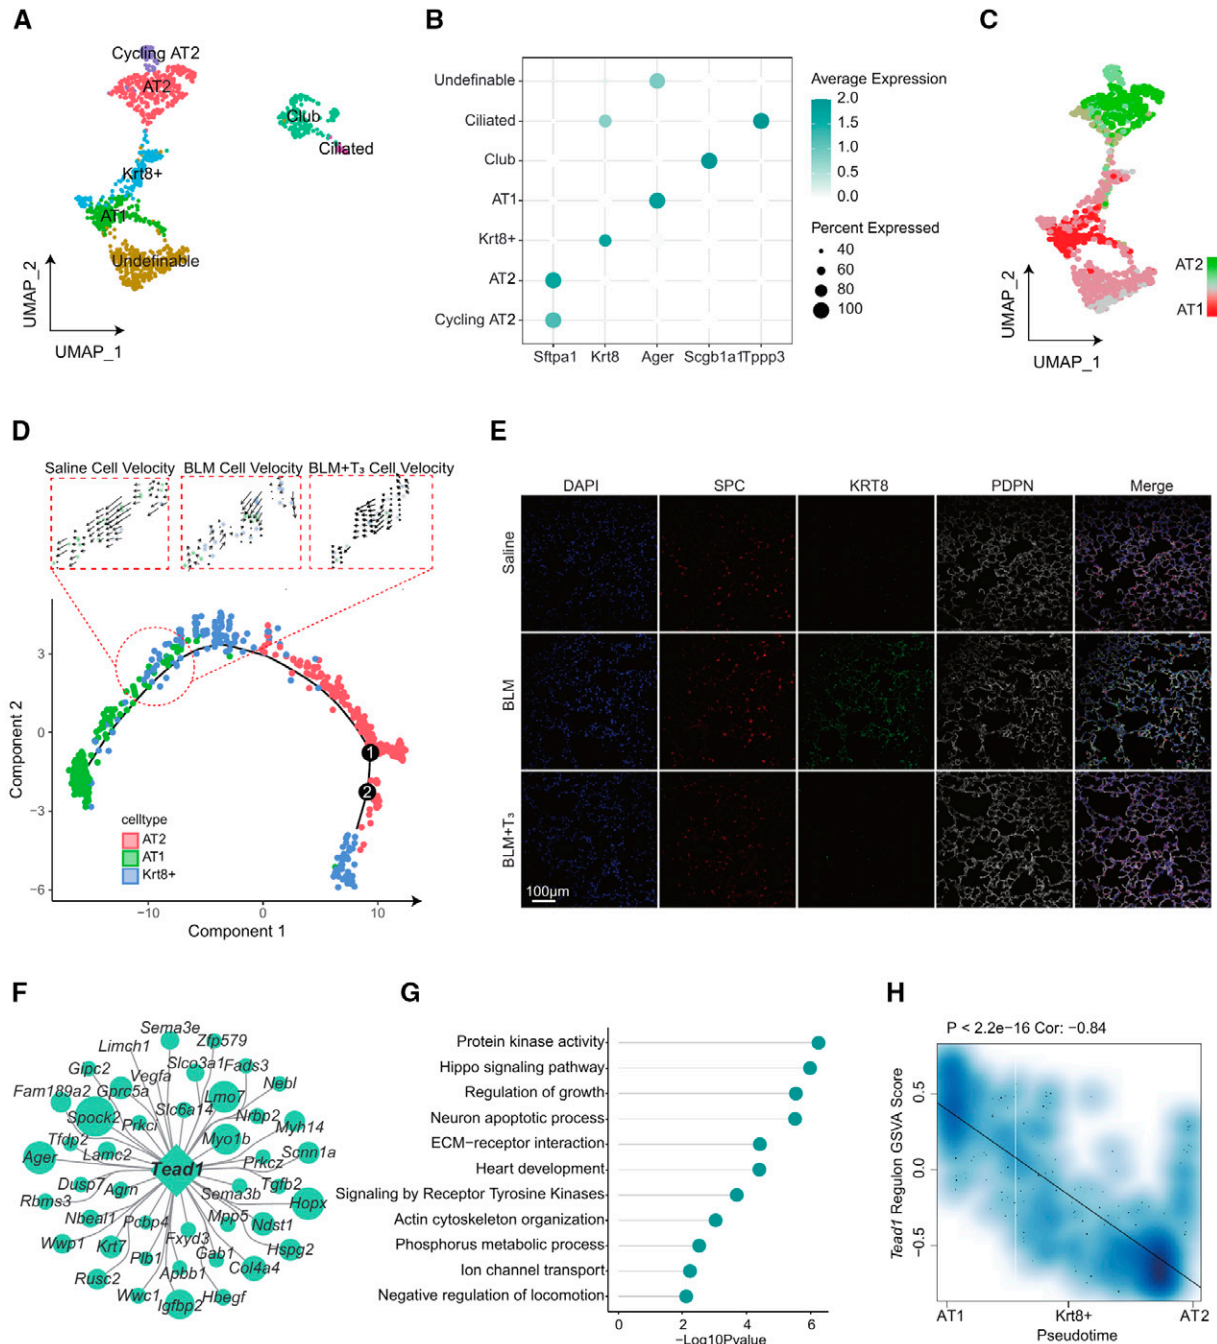 A
Cycling AT2
AT2
Club
Ciliated
Krt8+
AT1
Undefinable
UMAP_2
UMAP_1
B
Undefinable
Ciliated
Club
AT1
Krt8+
AT2
Cycling AT2
Sftpa1 Krt8 Ager Scgb1a1 Tppp3
Average Expression
2.0
1.5
1.0
0.5
0.0
Percent Expressed
40
60
80
100
C
AT2
AT1
UMAP_2
UMAP_1
D
Saline Cell Velocity BLM Cell Velocity BLM+T₃ Cell Velocity
Component 2
3
0
−3
−6
1
2
celltype
AT2
AT1
Krt8+
−10 0 10
Component 1
E
DAPI SPC KRT8 PDPN Merge
Saline
BLM
BLM+T₃
100μm
F
Sema3e
Zfp579
Limch1
Slco3a1
Fads3
Glpc2
Vegfa
Nebl
Fam189a2
Gprc5a
Lmo7
Slc6a14
Nrbp2
Spock2
Prkci
Myh14
Tfdp2
Myo1b
Ager
Lamc2
Tead1
Prkcz
Scnn1a
Dusp7
Agrn
Sema3b
Tgfb2
Rbms3
Hopx
Nbeal1
Pcbp4
Mpp5
Ndst1
Wwp1
Krt7
Fxyd3
Hspg2
Plb1
Gab1
Rusc2
Apbb1
Col4a4
Wwc1
Igfbp2
Hbegf
G
Protein kinase activity
Hippo signaling pathway
Regulation of growth
Neuron apoptotic process
ECM−receptor interaction
Heart development
Signaling by Receptor Tyrosine Kinases
Actin cytoskeleton organization
Phosphorus metabolic process
Ion channel transport
Negative regulation of locomotion
0 2 4 6
−Log10Pvalue
H
P < 2.2e−16 Cor: −0.84
Tead1 Regulon GSVA Score
0.5
0.0
−0.5
AT1 Krt8+ AT2
Pseudotime